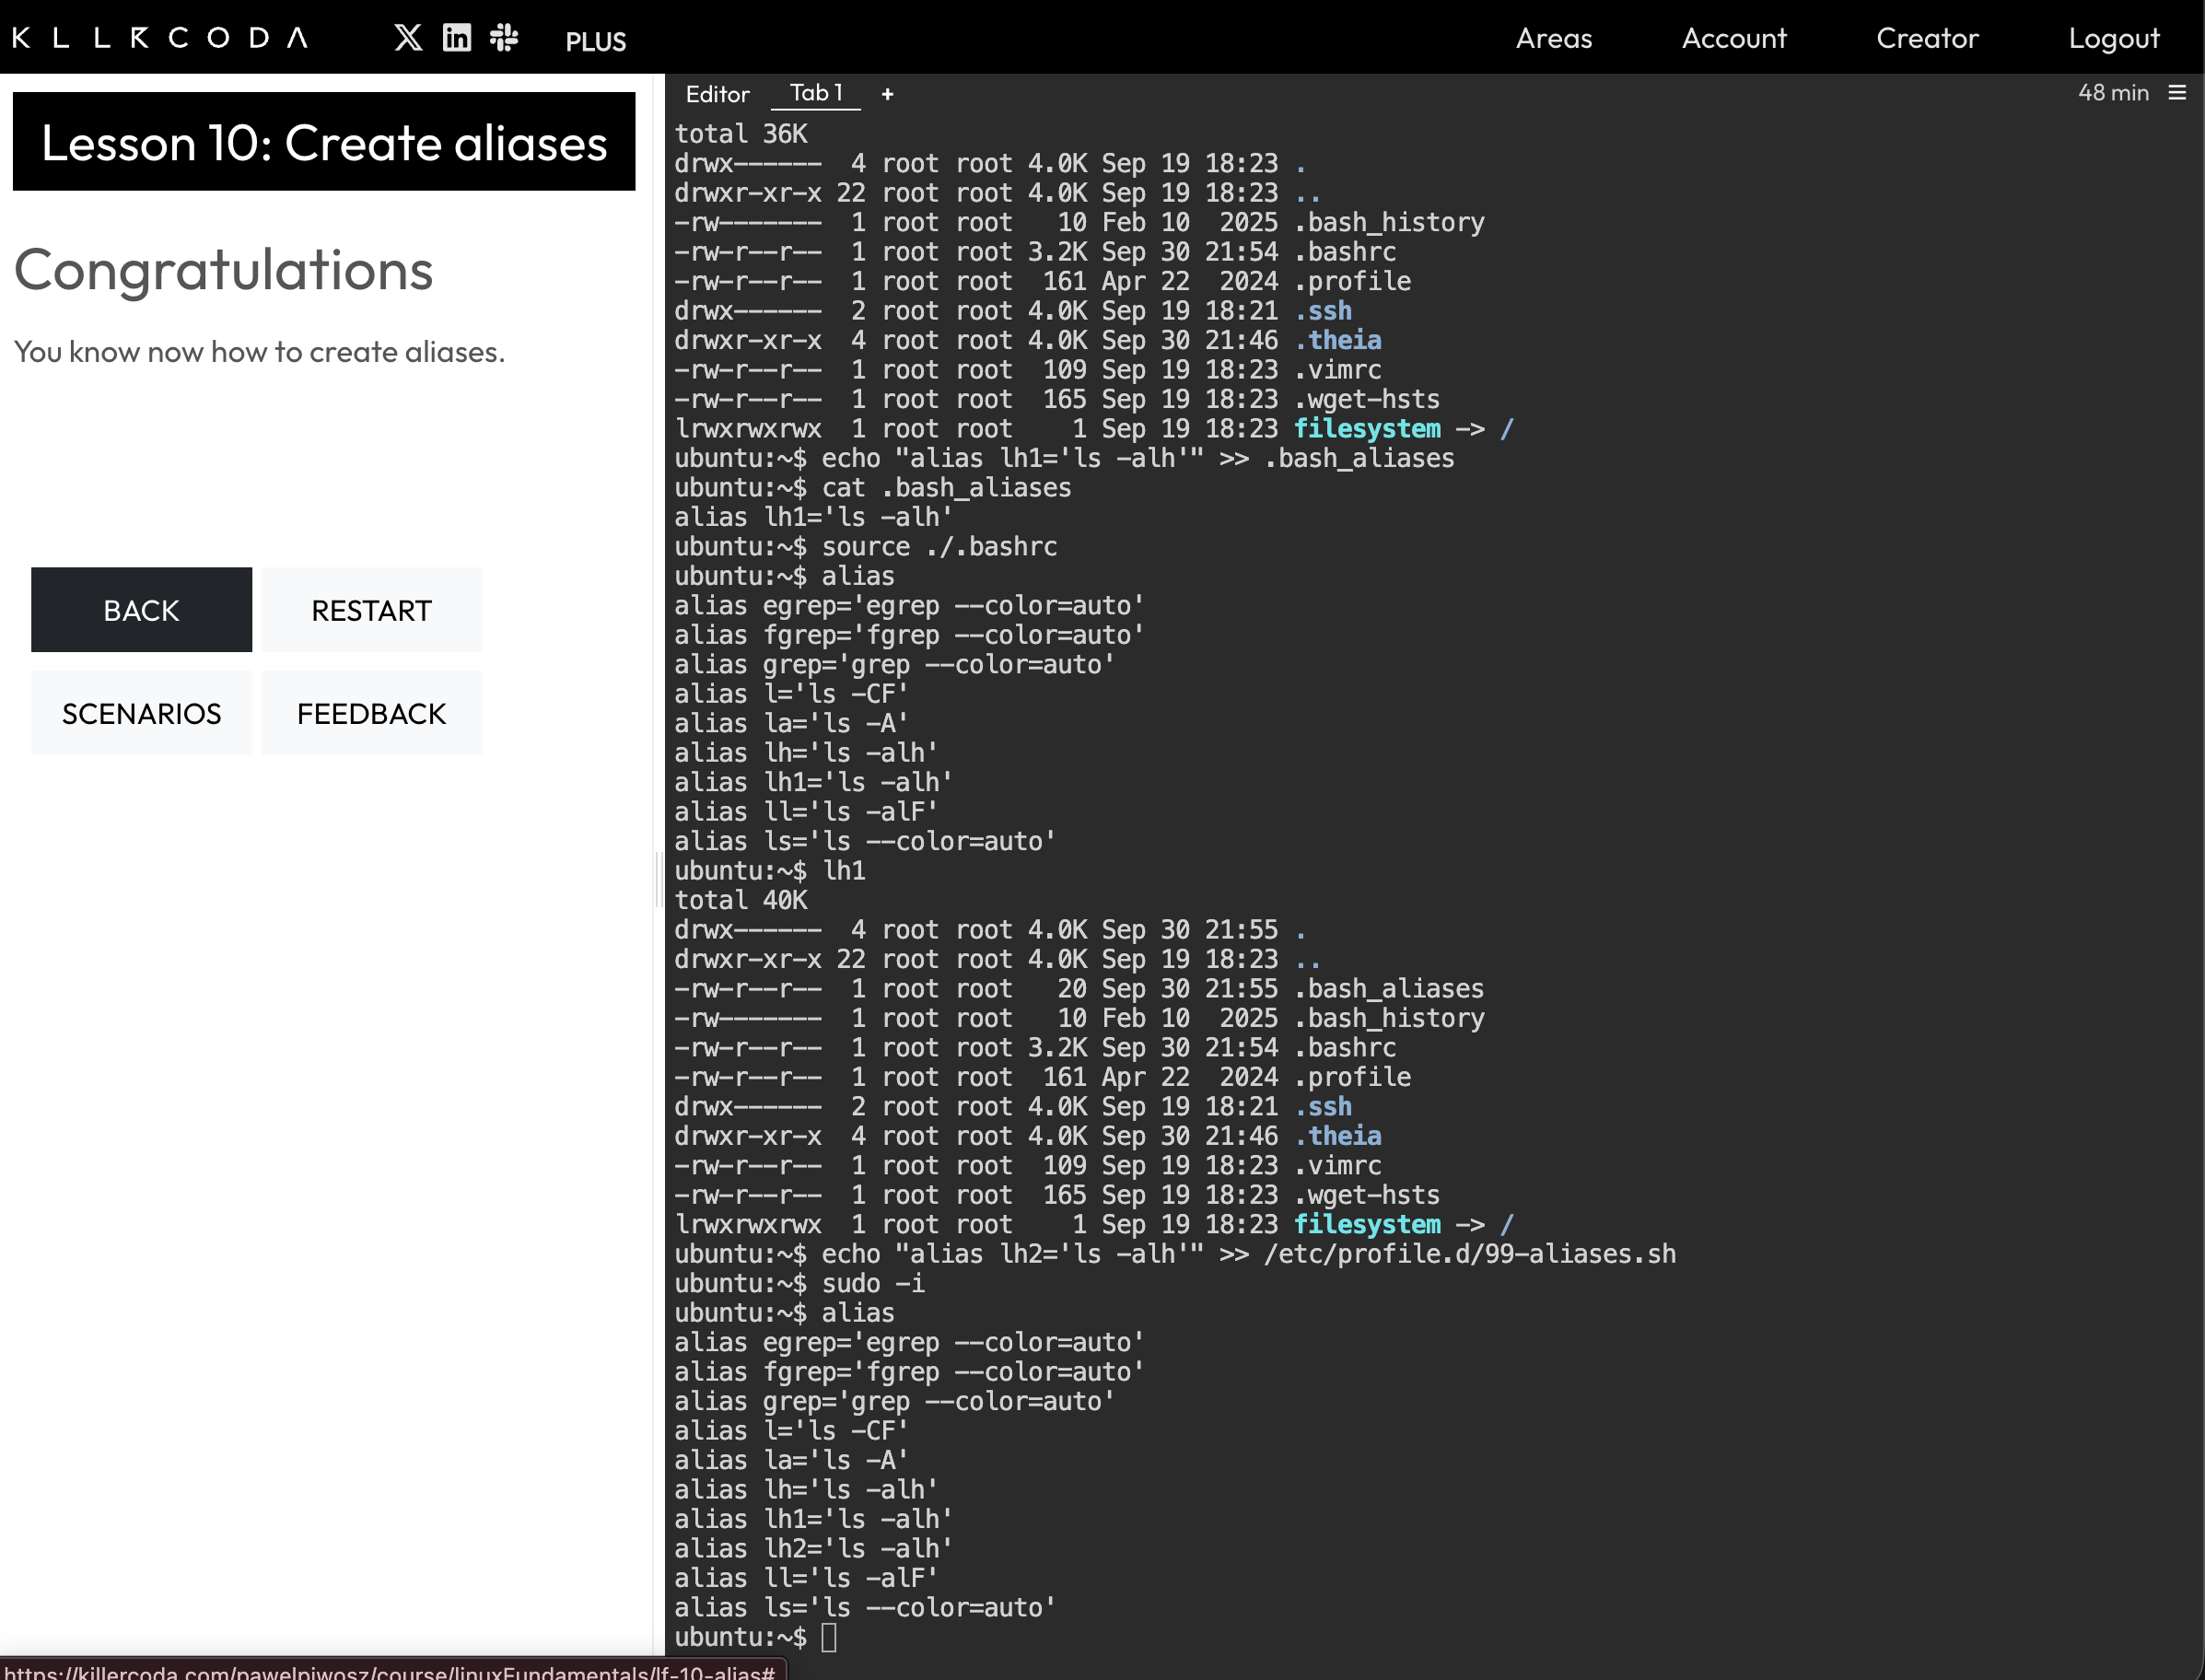 KLLRCODA PLUS Areas Account Creator Logout
Lesson 10: Create aliases
Congratulations
You know now how to create aliases.
BACK RESTART
SCENARIOS FEEDBACK
Editor Tab 1 + 48 min
total 36K
drwx------  4 root root 4.0K Sep 19 18:23 .
drwxr-xr-x 22 root root 4.0K Sep 19 18:23 ..
-rw-------  1 root root   10 Feb 10  2025 .bash_history
-rw-r--r--  1 root root 3.2K Sep 30 21:54 .bashrc
-rw-r--r--  1 root root  161 Apr 22  2024 .profile
drwx------  2 root root 4.0K Sep 19 18:21 .ssh
drwxr-xr-x  4 root root 4.0K Sep 30 21:46 .theia
-rw-r--r--  1 root root  109 Sep 19 18:23 .vimrc
-rw-r--r--  1 root root  165 Sep 19 18:23 .wget-hsts
lrwxrwxrwx  1 root root    1 Sep 19 18:23 filesystem -> /
ubuntu:~$ echo "alias lh1='ls -alh'" >> .bash_aliases
ubuntu:~$ cat .bash_aliases
alias lh1='ls -alh'
ubuntu:~$ source ./.bashrc
ubuntu:~$ alias
alias egrep='egrep --color=auto'
alias fgrep='fgrep --color=auto'
alias grep='grep --color=auto'
alias l='ls -CF'
alias la='ls -A'
alias lh='ls -alh'
alias lh1='ls -alh'
alias ll='ls -alF'
alias ls='ls --color=auto'
ubuntu:~$ lh1
total 40K
drwx------  4 root root 4.0K Sep 30 21:55 .
drwxr-xr-x 22 root root 4.0K Sep 19 18:23 ..
-rw-r--r--  1 root root   20 Sep 30 21:55 .bash_aliases
-rw-------  1 root root   10 Feb 10  2025 .bash_history
-rw-r--r--  1 root root 3.2K Sep 30 21:54 .bashrc
-rw-r--r--  1 root root  161 Apr 22  2024 .profile
drwx------  2 root root 4.0K Sep 19 18:21 .ssh
drwxr-xr-x  4 root root 4.0K Sep 30 21:46 .theia
-rw-r--r--  1 root root  109 Sep 19 18:23 .vimrc
-rw-r--r--  1 root root  165 Sep 19 18:23 .wget-hsts
lrwxrwxrwx  1 root root    1 Sep 19 18:23 filesystem -> /
ubuntu:~$ echo "alias lh2='ls -alh'" >> /etc/profile.d/99-aliases.sh
ubuntu:~$ sudo -i
ubuntu:~$ alias
alias egrep='egrep --color=auto'
alias fgrep='fgrep --color=auto'
alias grep='grep --color=auto'
alias l='ls -CF'
alias la='ls -A'
alias lh='ls -alh'
alias lh1='ls -alh'
alias lh2='ls -alh'
alias ll='ls -alF'
alias ls='ls --color=auto'
ubuntu:~$
https://killercoda.com/pawelpiwosz/course/linuxFundamentals/lf-10-alias#